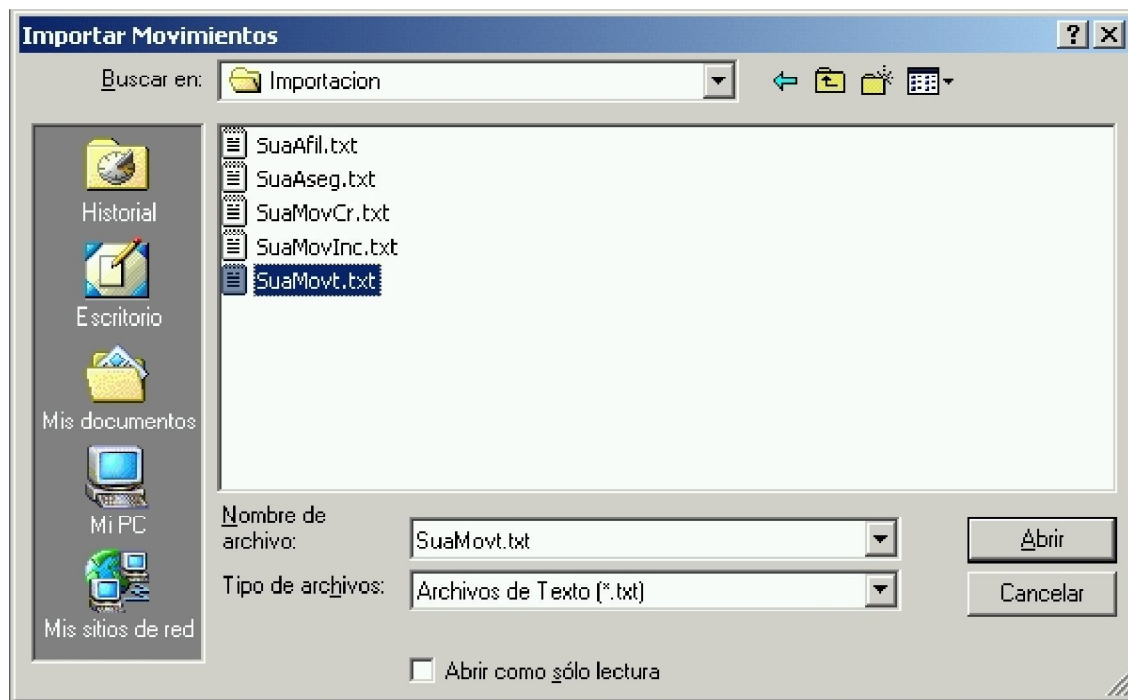 Importar Movimientos
Buscar en:
Importacion
Historial
Escritorio
Mis documentos
Mi PC
Mis sitios de red
SuaAfil.txt
SuaAseg.txt
SuaMovCr.txt
SuaMovInc.txt
SuaMovt.txt
Nombre de
archivo:
SuaMovt.txt
Abrir
Tipo de archivos:
Archivos de Texto (*.txt)
Cancelar
Abrir como sólo lectura